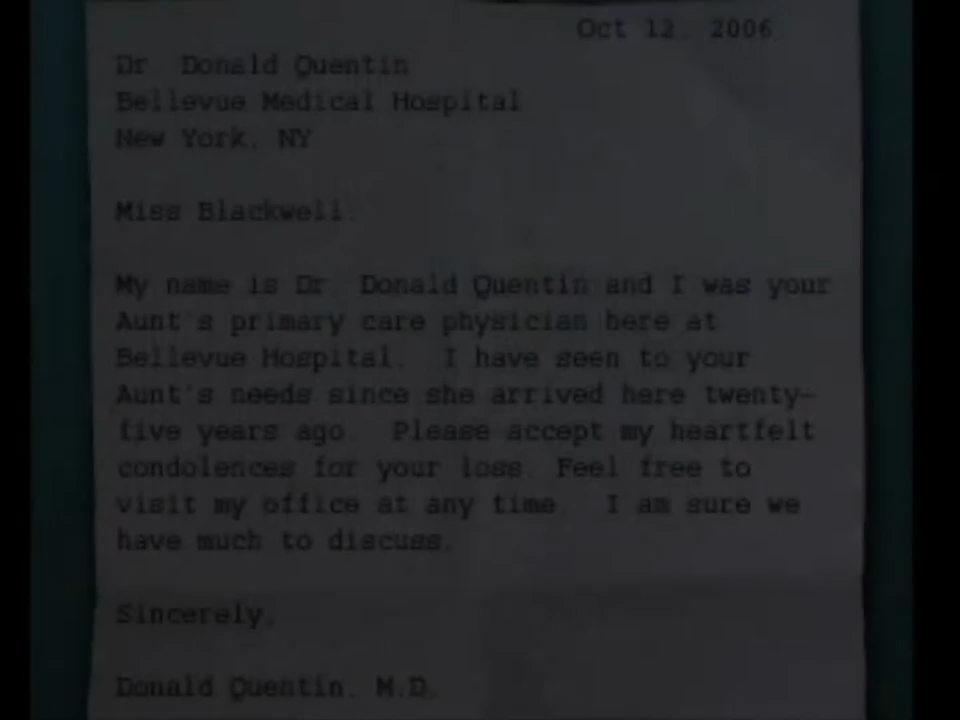 Oct 12, 2006
Dr. Donald Quentin
Bellevue Medical Hospital
New York, NY
Miss Blackwell:
My name is Dr. Donald Quentin and I was your
Aunt's primary care physician here at
Bellevue Hospital. I have seen to your
Aunt's needs since she arrived here twenty-
five years ago. Please accept my heartfelt
condolences for your loss. Feel free to
visit my office at any time. I am sure we
have much to discuss.
Sincerely,
Donald Quentin, M.D.